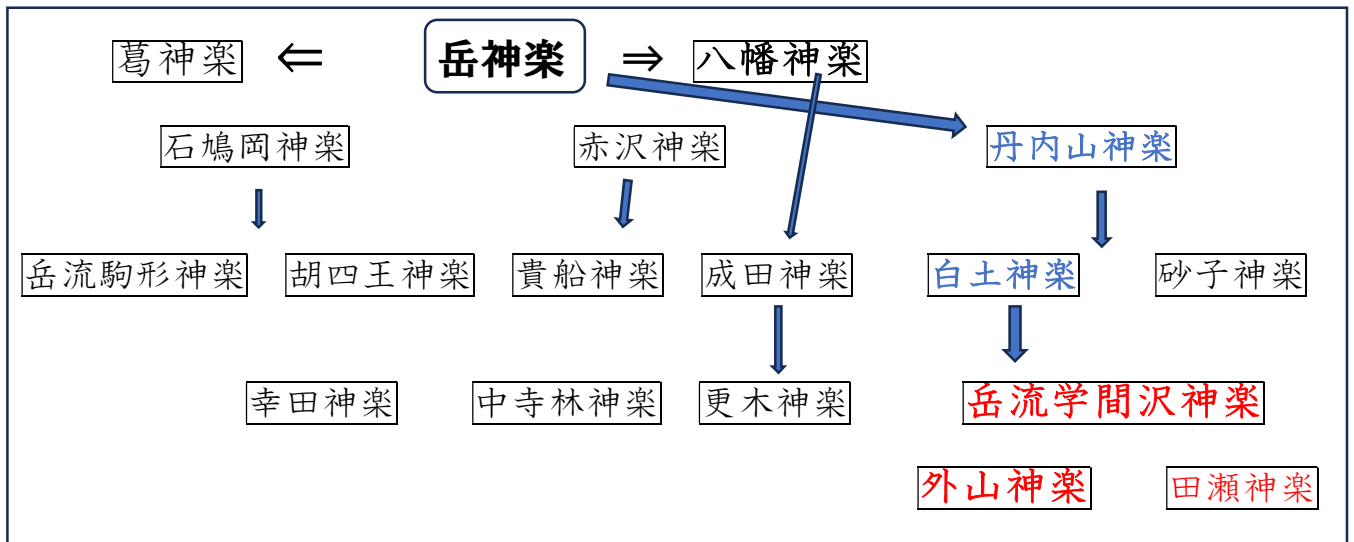 葛神楽 ⇐ 岳神楽 ⇒ 八幡神楽
石鳩岡神楽 赤沢神楽 丹内山神楽
岳流駒形神楽 胡四王神楽 貴船神楽 成田神楽 白土神楽 砂子神楽
幸田神楽 中寺林神楽 更木神楽 岳流学間沢神楽
外山神楽 田瀬神楽